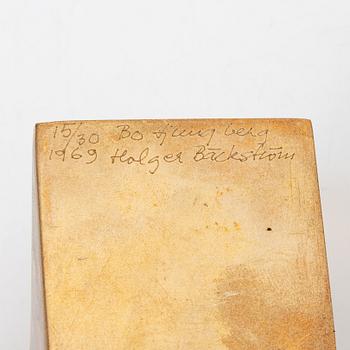 15/30 Bo Ljungberg
1969 Holger Bäckström